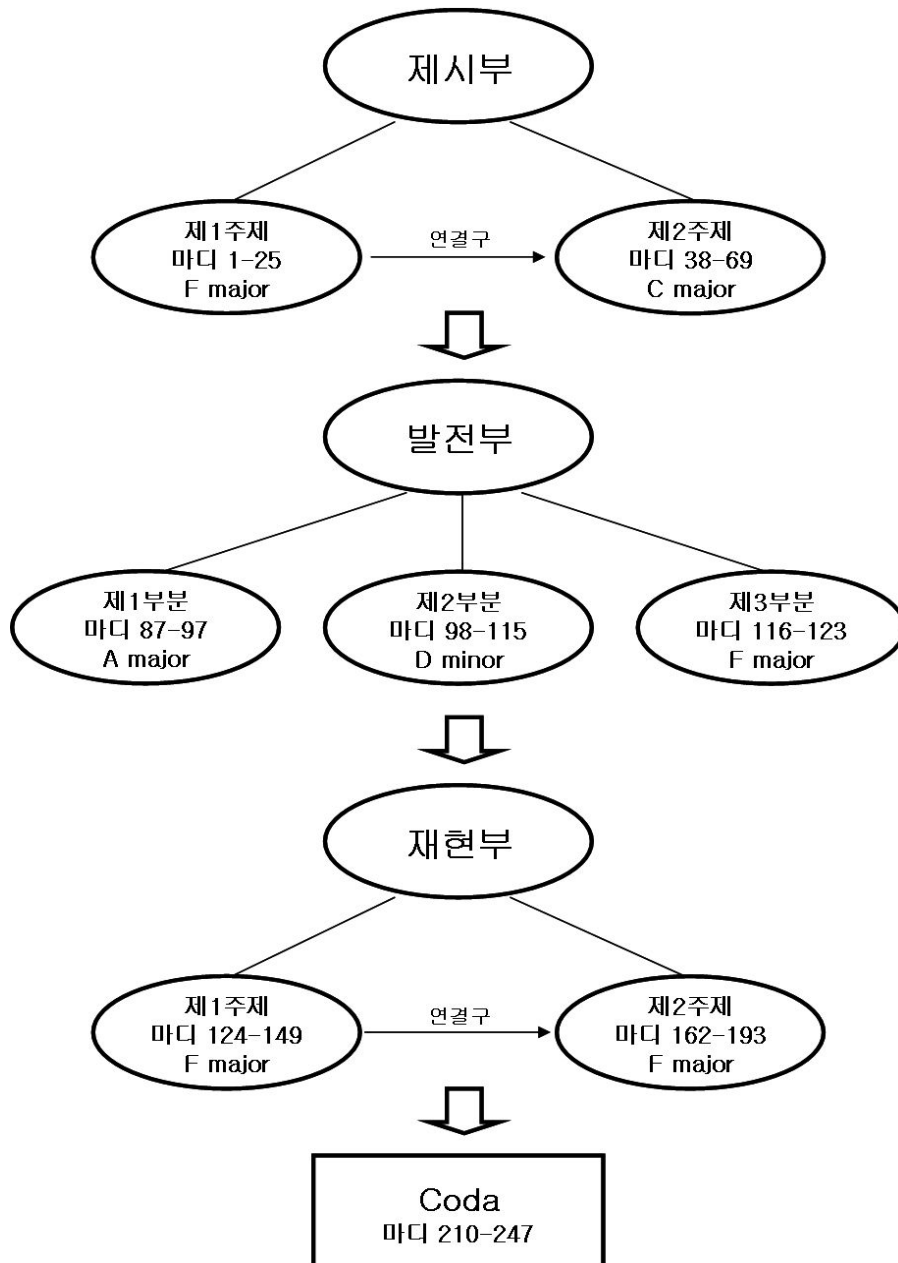 제시부
제1주제
마디 1-25
F major
연결구
제2주제
마디 38-69
C major
발전부
제1부분
마디 87-97
A major
제2부분
마디 98-115
D minor
제3부분
마디 116-123
F major
재현부
제1주제
마디 124-149
F major
연결구
제2주제
마디 162-193
F major
Coda
마디 210-247